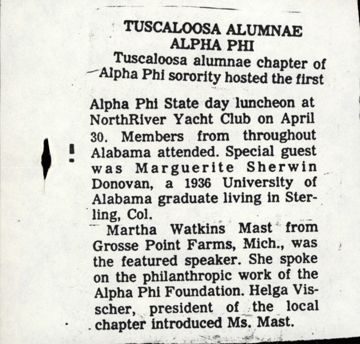 TUSCALOOSA ALUMNAE
ALPHA PHI
Tuscaloosa alumnae chapter of
Alpha Phi sorority hosted the first
Alpha Phi State day luncheon at
NorthRiver Yacht Club on April
30. Members from throughout
Alabama attended. Special guest
was Marguerite Sherwin
Donovan, a 1936 University of
Alabama graduate living in Ster-
ling, Col.
Martha Watkins Mast from
Grosse Point Farms, Mich., was
the featured speaker. She spoke
on the philanthropic work of the
Alpha Phi Foundation. Helga Vis-
scher, president of the local
chapter introduced Ms. Mast.